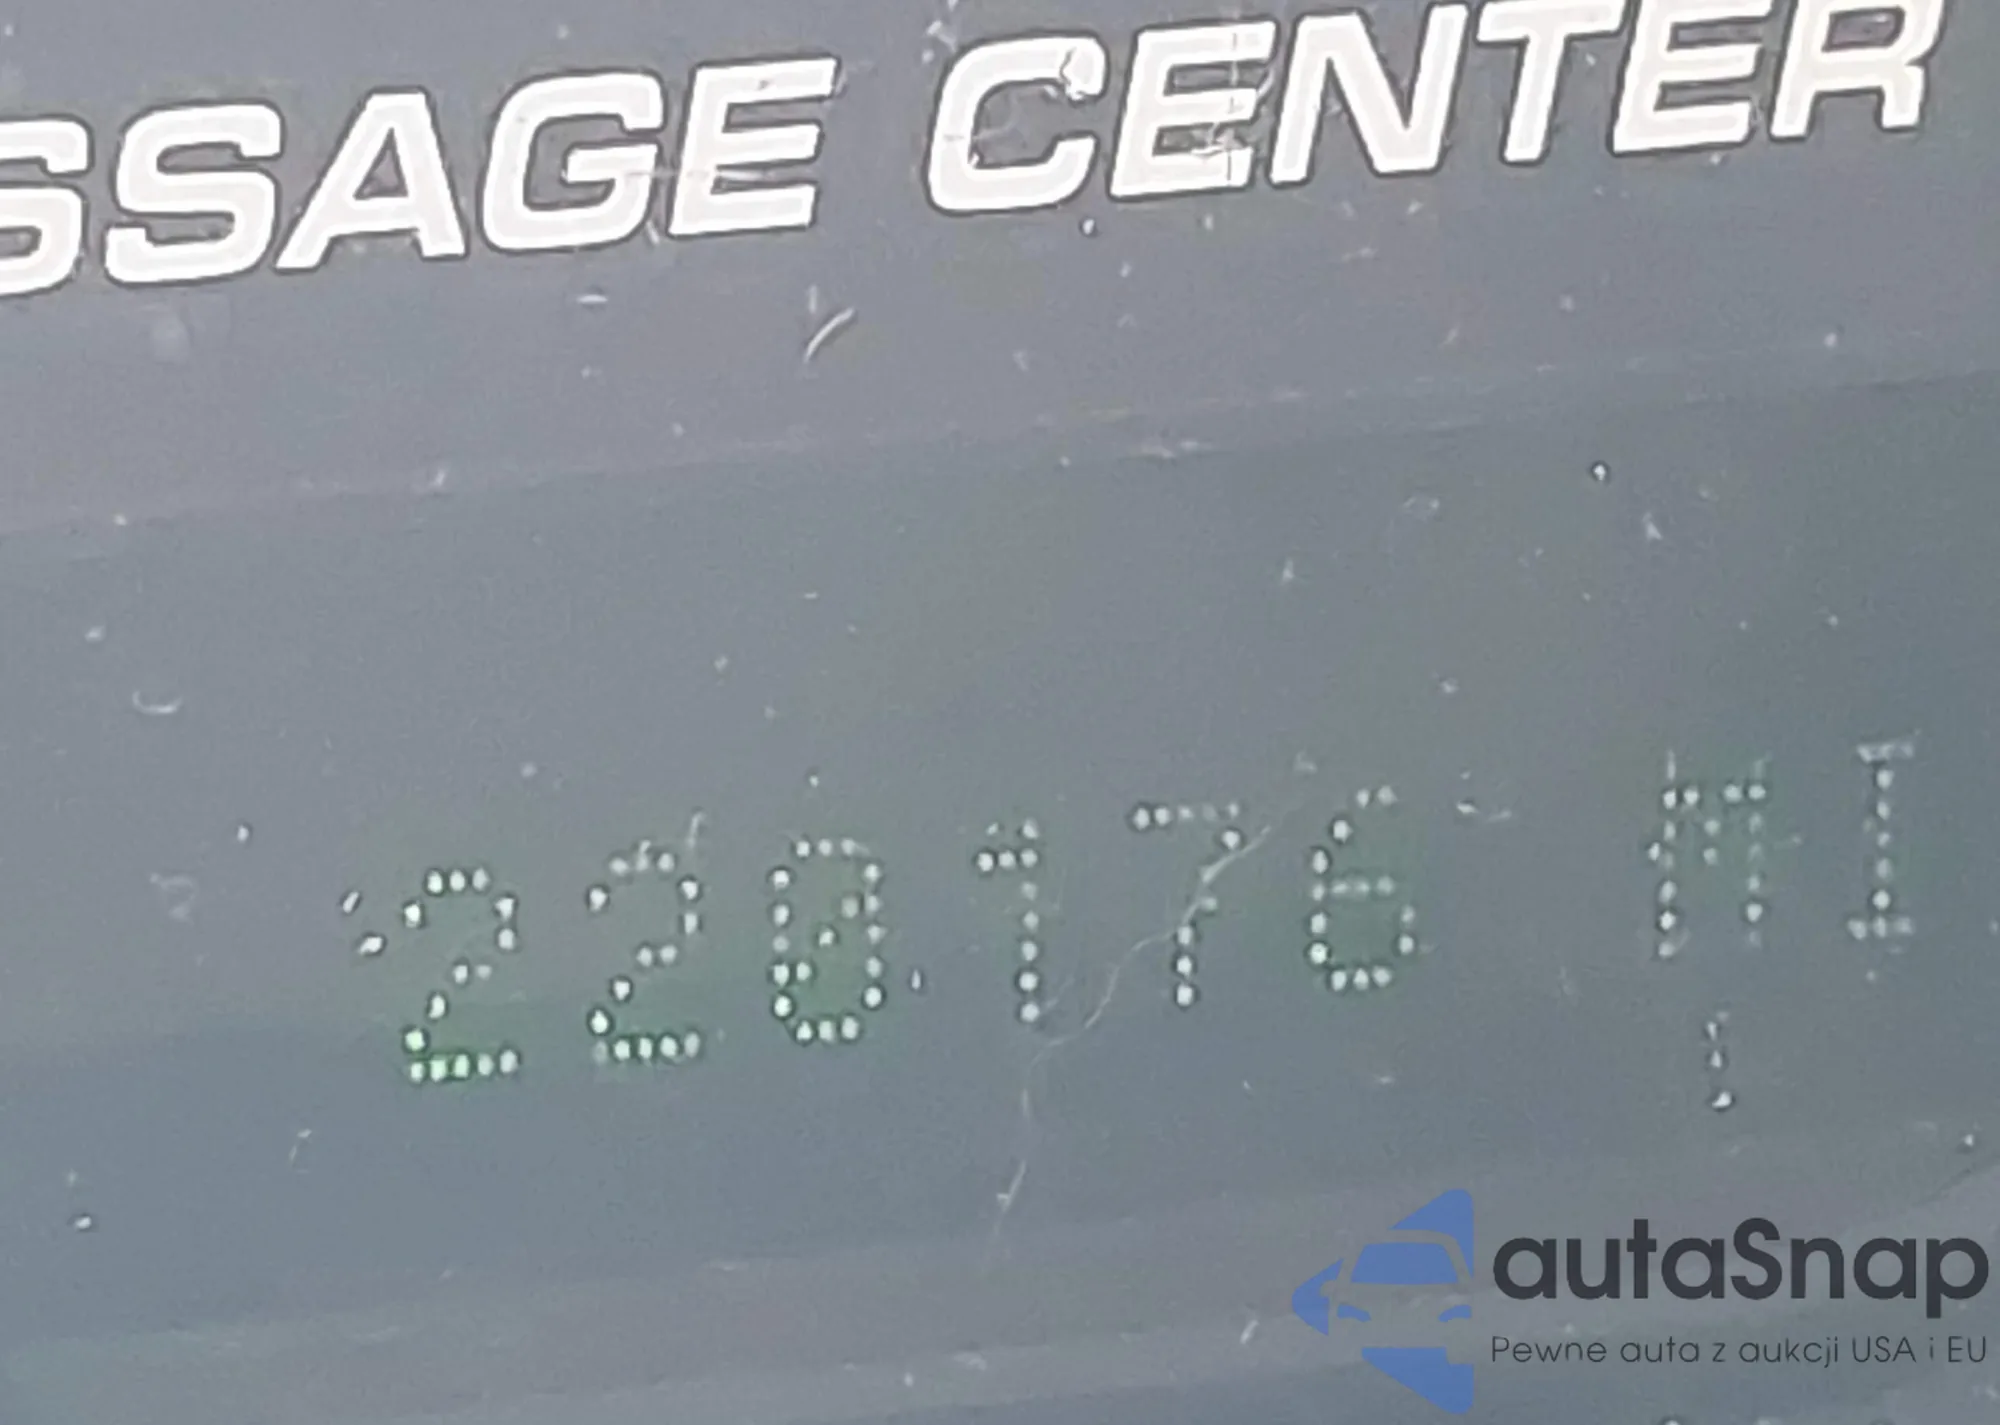 SSAGE CENTER
220176 MI
autaSnap
Pewne auta z aukcji USA i EU